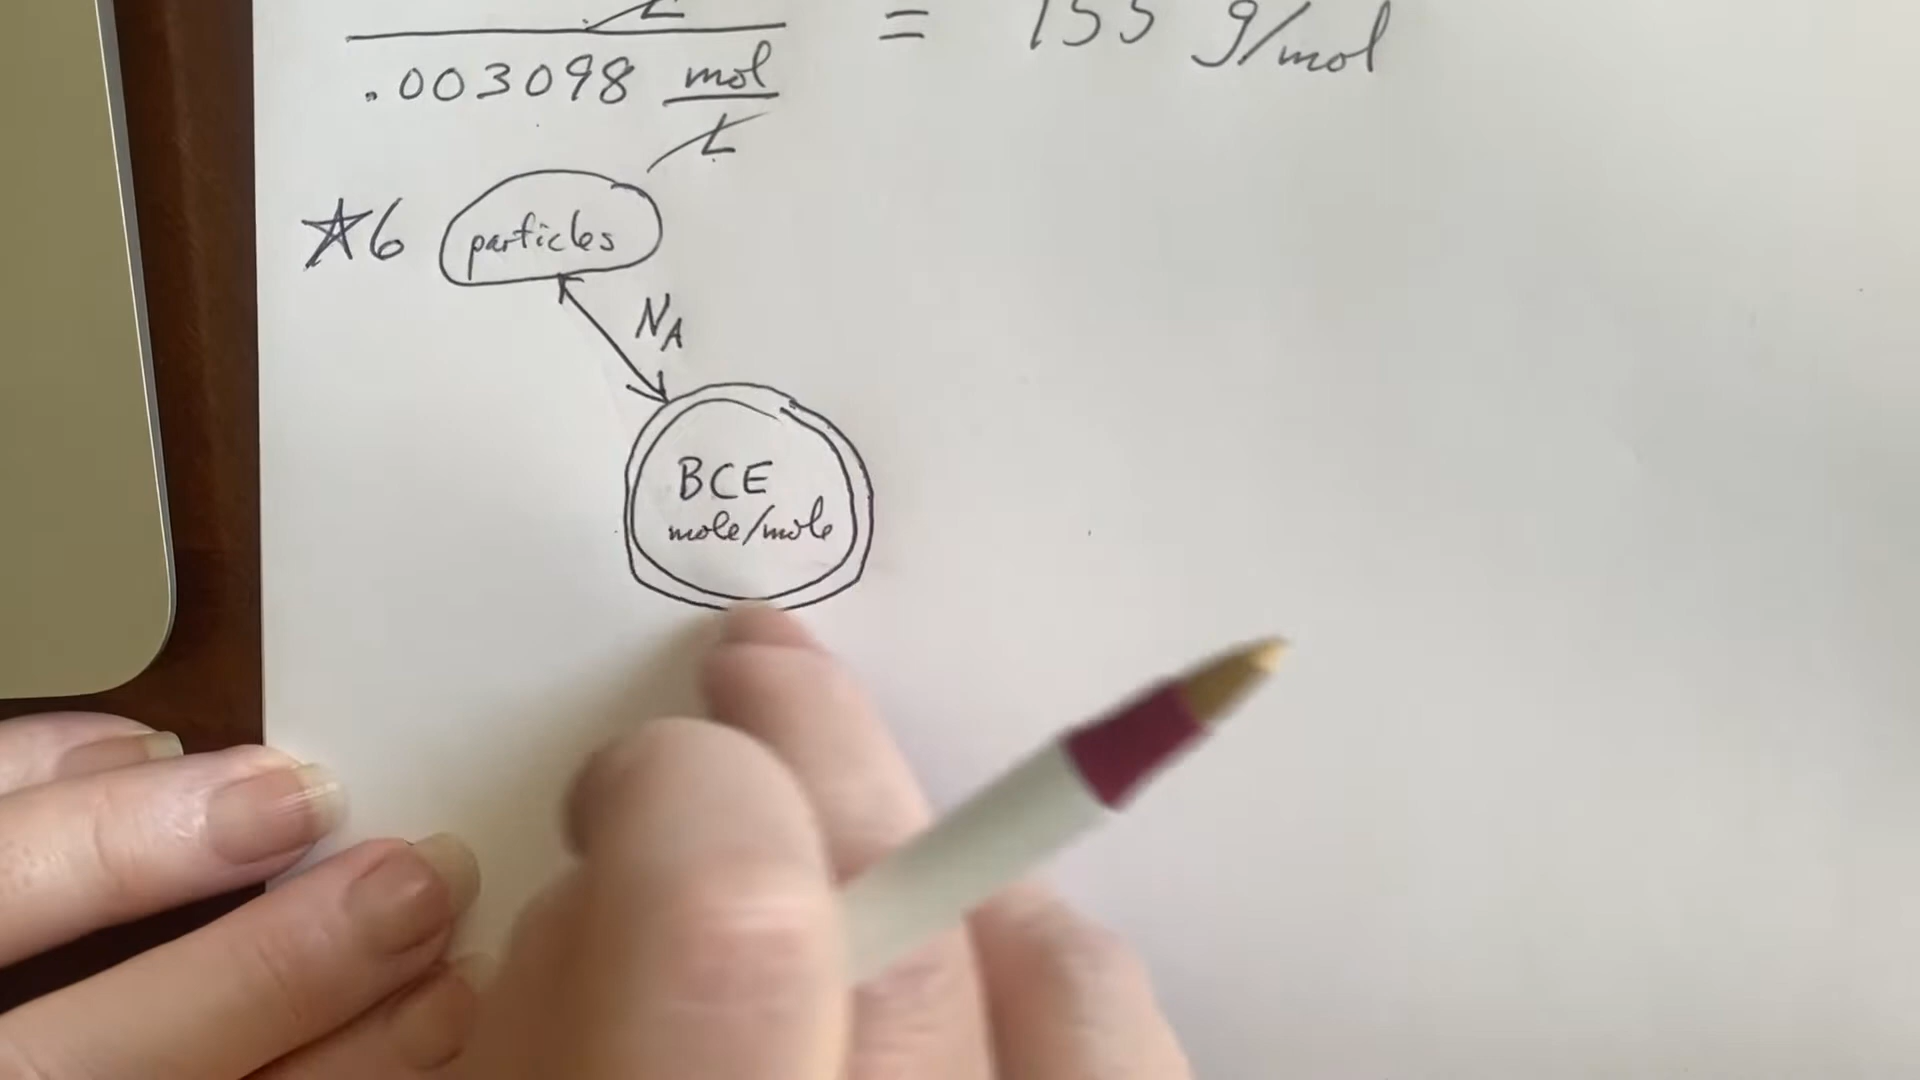 L = 155 g/mol
.003098 mol
L
★6 particles
NA
BCE
mole/mole